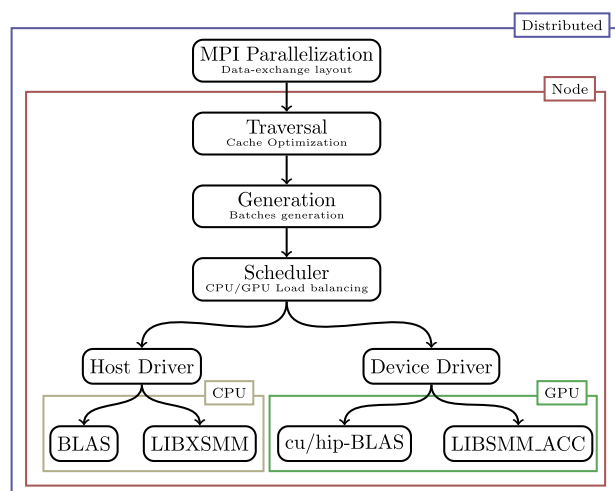 Distributed
MPI Parallelization
Data-exchange layout
Node
Traversal
Cache Optimization
Generation
Batches generation
Scheduler
CPU/GPU Load balancing
Host Driver
Device Driver
CPU
GPU
BLAS
LIBXSMM
cu/hip-BLAS
LIBSMM_ACC